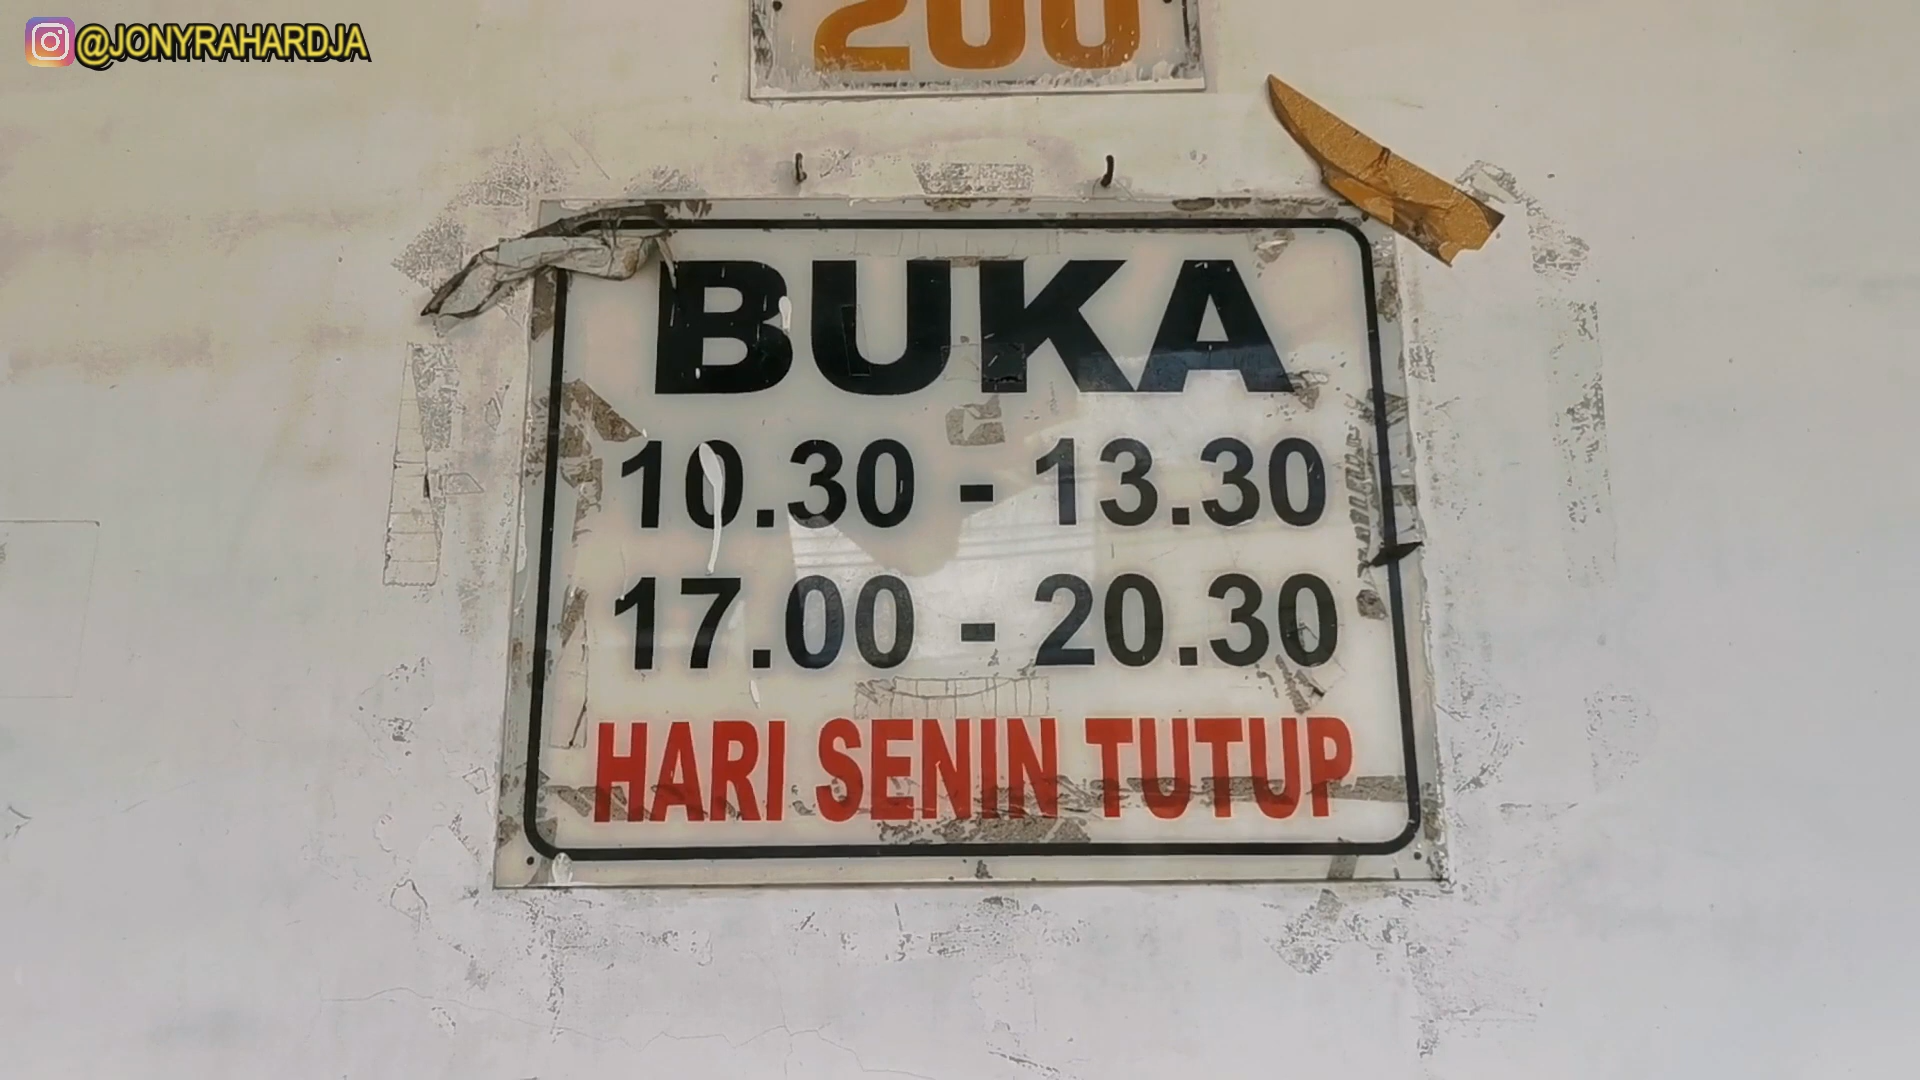 @JONYRAHARDJA
200
BUKA
10.30 - 13.30
17.00 - 20.30
HARI SENIN TUTUP